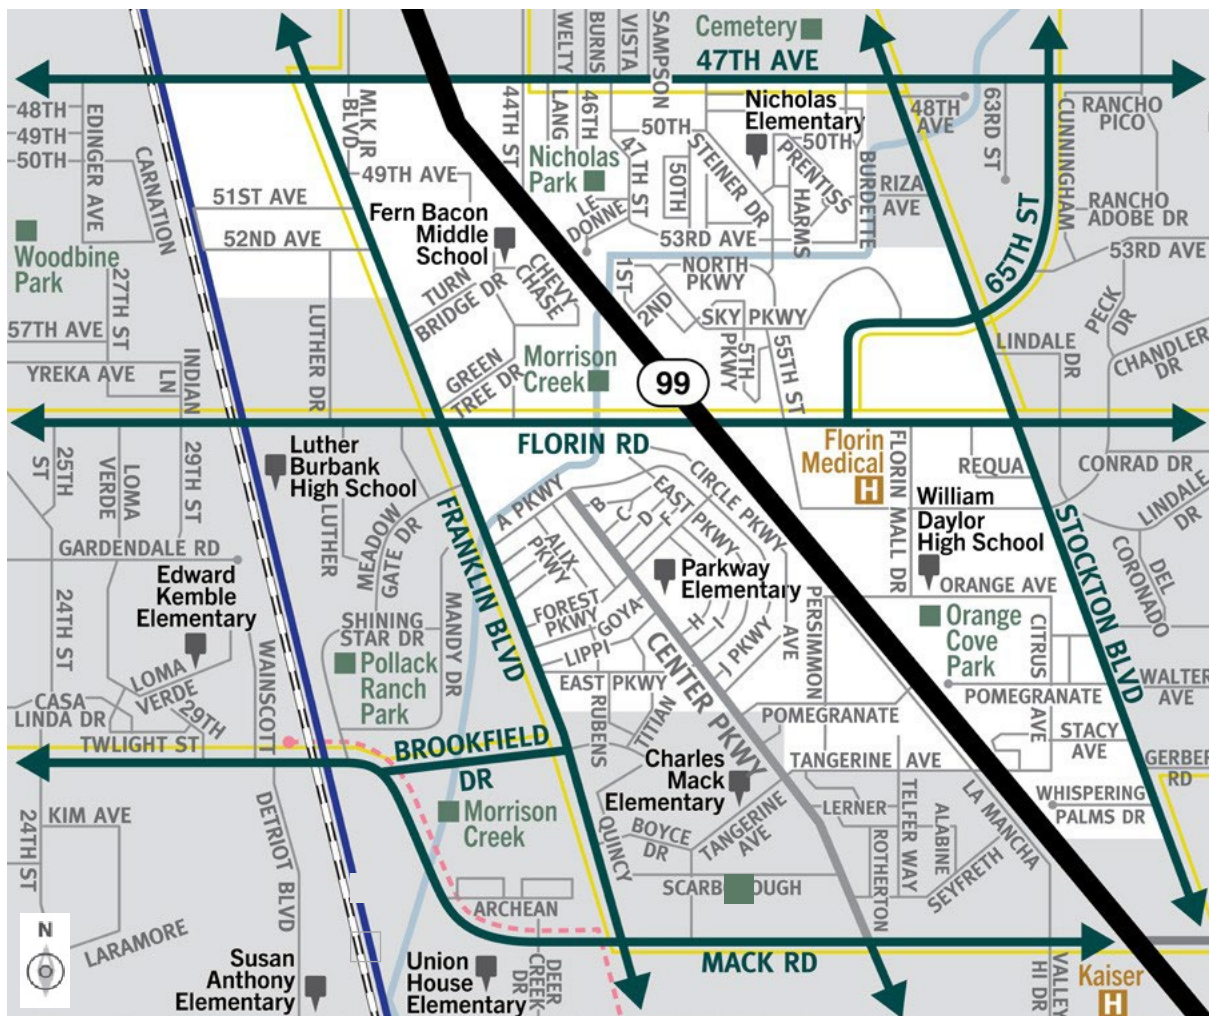 WELTY
BURNS
VISTA
SAMPSON
Cemetery
47TH AVE
48TH
49TH
50TH
EDINGER AVE
CARNATION
MLK JR
BLVD
44TH ST
LANG
46TH
50TH
47TH ST
STEINER DR
Nicholas
Elementary
50TH
PRENTISS
HARMS
BURDETTE
48TH
AVE
63RD ST
CUNNINGHAM
RANCHO
PICO
49TH AVE
Nicholas
Park
50TH
RIZA
AVE
51ST AVE
Fern Bacon
Middle
School
LE
DONNE
53RD AVE
RANCHO
ADOBE DR
52ND AVE
65TH ST
53RD AVE
Woodbine
Park
27TH ST
TURN
BRIDGE DR
CHEVY
CHASE
1ST
2ND
NORTH
PKWY
SKY PKWY
5TH
PKWY
55TH ST
PECK
DR
57TH AVE
LUTHER DR
LINDALE
DR
CHANDLER
DR
YREKA AVE
LN
INDIAN
GREEN
TREE DR
Morrison
Creek
99
FLORIN RD
25TH
ST
LOMA
VERDE
29TH ST
Luther
Burbank
High School
LUTHER
MEADOW
GATE DR
FRANKLIN BLVD
A PKWY
B
C
D
F
EAST PKWY
CIRCLE PKWY
Florin
Medical
H
FLORIN MALL DR
REQUA
CONRAD DR
William
Daylor
High School
STOCKTON BLVD
LINDALE
DR
DEL
CORONADO
GARDENDALE RD
Edward
Kemble
Elementary
ALIX
PKWY
Parkway
Elementary
ORANGE AVE
24TH ST
WAINSCOTT
SHINING
STAR DR
MANDY DR
FOREST
PKWY
GOYA
LIPPI
H
I
J PKWY
AVE
PERSIMMON
Orange
Cove
Park
CITRUS
AVE
LOMA
VERDE
29TH
Pollack
Ranch
Park
EAST PKWY
CENTER PKWY
RUBENS
TITIAN
POMEGRANATE
POMEGRANATE
WALTER
AVE
CASA
LINDA DR
TWLIGHT ST
BROOKFIELD
DR
Charles
Mack
Elementary
TANGERINE AVE
STACY
AVE
GERBER
RD
KIM AVE
24TH ST
DETRIOT BLVD
Morrison
Creek
QUINCY
BOYCE
DR
TANGERINE
AVE
LERNER
ROTHERTON
TELFER WAY
ALABINE
SEYFRETH
LA MANCHA
WHISPERING
PALMS DR
ARCHEAN
N
LARAMORE
Susan
Anthony
Elementary
Union
House
Elementary
DEER
CREEK
DR
MACK RD
VALLEY
HI DR
Kaiser
H